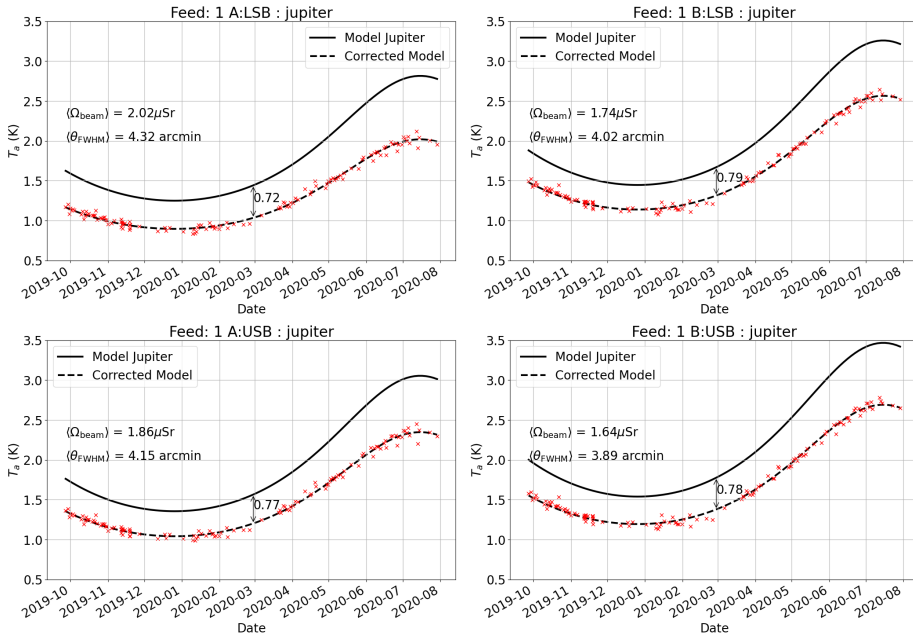 Feed: 1 A:LSB : jupiter
3.5
3.0
2.5
2.0
1.5
1.0
0.5
T_a (K)
Model Jupiter
Corrected Model
⟨Ω_beam⟩ = 2.02μSr
⟨θ_FWHM⟩ = 4.32 arcmin
0.72
2019-10
2019-11
2019-12
2020-01
2020-02
2020-03
2020-04
2020-05
2020-06
2020-07
2020-08
Date
Feed: 1 B:LSB : jupiter
3.5
3.0
2.5
2.0
1.5
1.0
0.5
T_a (K)
Model Jupiter
Corrected Model
⟨Ω_beam⟩ = 1.74μSr
⟨θ_FWHM⟩ = 4.02 arcmin
0.79
2019-10
2019-11
2019-12
2020-01
2020-02
2020-03
2020-04
2020-05
2020-06
2020-07
2020-08
Date
Feed: 1 A:USB : jupiter
3.5
3.0
2.5
2.0
1.5
1.0
0.5
T_a (K)
Model Jupiter
Corrected Model
⟨Ω_beam⟩ = 1.86μSr
⟨θ_FWHM⟩ = 4.15 arcmin
0.77
2019-10
2019-11
2019-12
2020-01
2020-02
2020-03
2020-04
2020-05
2020-06
2020-07
2020-08
Date
Feed: 1 B:USB : jupiter
3.5
3.0
2.5
2.0
1.5
1.0
0.5
T_a (K)
Model Jupiter
Corrected Model
⟨Ω_beam⟩ = 1.64μSr
⟨θ_FWHM⟩ = 3.89 arcmin
0.78
2019-10
2019-11
2019-12
2020-01
2020-02
2020-03
2020-04
2020-05
2020-06
2020-07
2020-08
Date